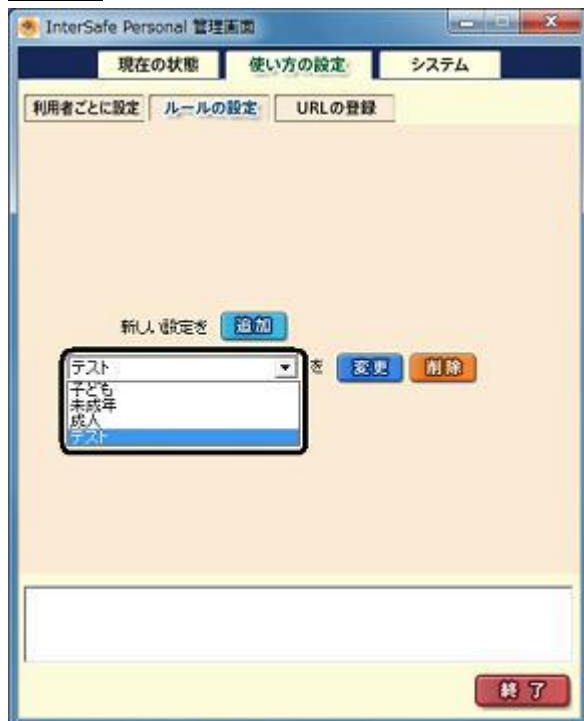 InterSafe Personal 管理画面
現在の状態 使い方の設定 システム
利用者ごとに設定 ルールの設定 URLの登録
新しい設定を 追加
テスト を 変更 削除
子ども
未成年
成人
テスト
終了